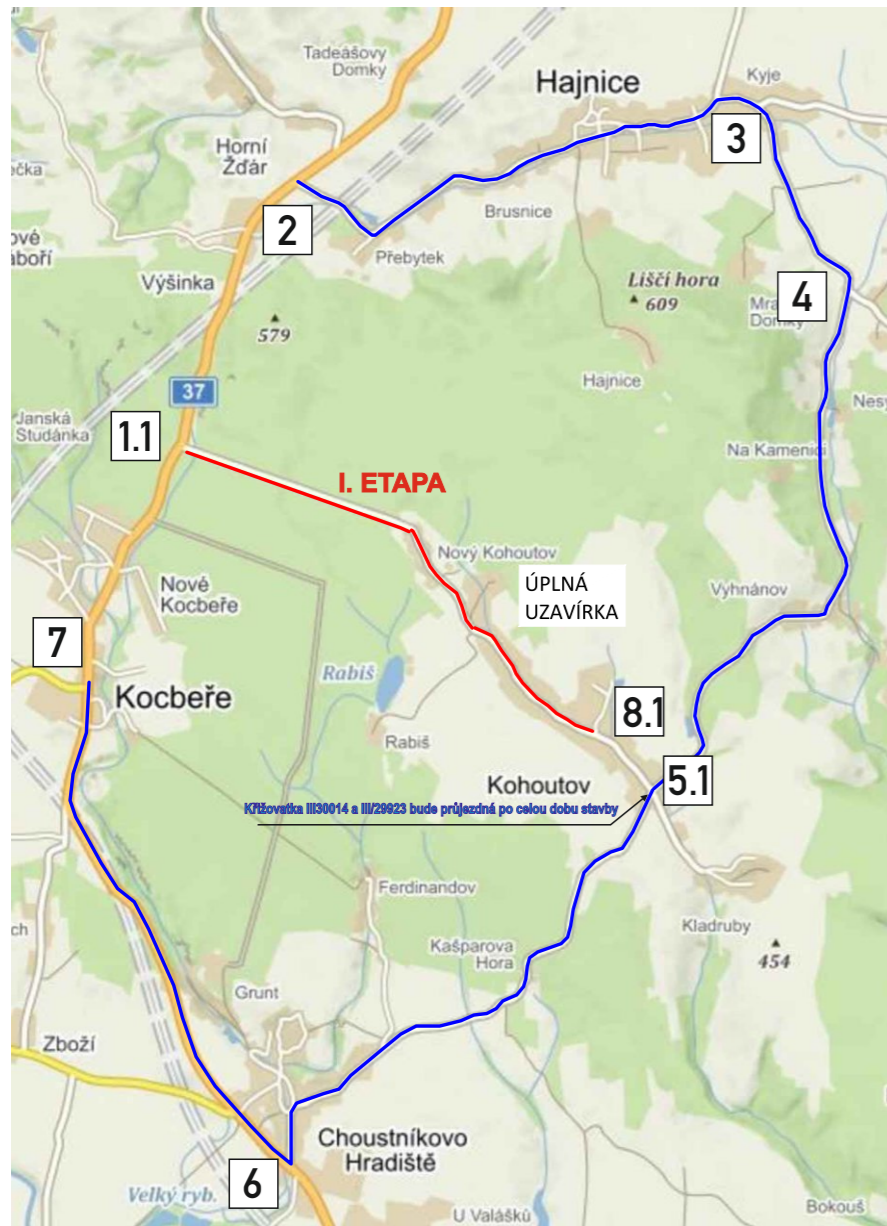 Tadeášovy
Domky
Hajnice
Kyje
Horní
Žďár
3
2
Brusnice
Přebytek
Výšinka
Liščí hora
609
4
579
Hajnice
37
Janská
Studánka
1.1
Na Kamenici
I. ETAPA
Nový Kohoutov
ÚPLNÁ
UZAVÍRKA
Nové
Kocbeře
Vyhnánov
7
Rabiš
Kocbeře
8.1
Rabiš
Kohoutov
5.1
Křižovatka III30014 a III/29923 bude průjezdná po celou dobu stavby
Ferdinandov
Kladruby
Kašparova
Hora
454
Grunt
Zboží
Choustníkovo
Hradiště
6
Velký ryb.
U Valášků
Bokouš